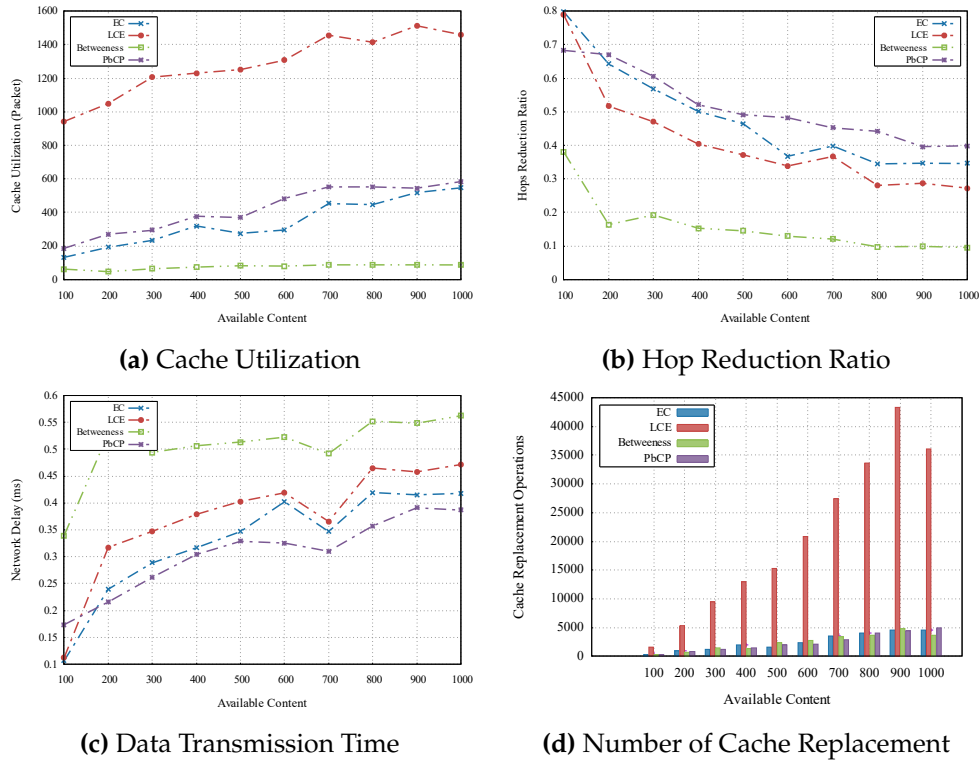 1600
1400
1200
1000
800
600
400
200
0
Cache Utilization (Packet)
EC
LCE
Betweeness
PbCP
100 200 300 400 500 600 700 800 900 1000
Available Content
(a) Cache Utilization
0.8
0.7
0.6
0.5
0.4
0.3
0.2
0.1
0
Hops Reduction Ratio
EC
LCE
Betweeness
PbCP
100 200 300 400 500 600 700 800 900 1000
Available Content
(b) Hop Reduction Ratio
0.6
0.55
0.5
0.45
0.4
0.35
0.3
0.25
0.2
0.15
0.1
Network Delay (ms)
EC
LCE
Betweeness
PbCP
100 200 300 400 500 600 700 800 900 1000
Available Content
(c) Data Transmission Time
45000
40000
35000
30000
25000
20000
15000
10000
5000
0
Cache Replacement Operations
EC
LCE
Betweeness
PbCP
100 200 300 400 500 600 700 800 900 1000
Available Content
(d) Number of Cache Replacement